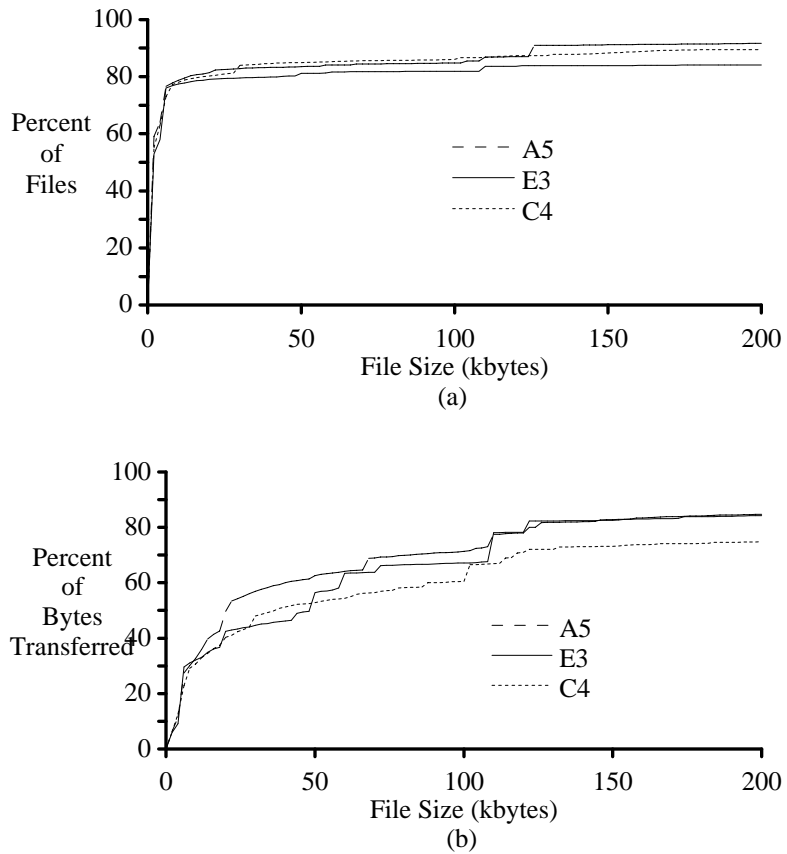 100
80
60
40
20
0
Percent
of
Files
A5
E3
C4
0 50 100 150 200
File Size (kbytes)
(a)
100
80
60
40
20
0
Percent
of
Bytes
Transferred
A5
E3
C4
0 50 100 150 200
File Size (kbytes)
(b)